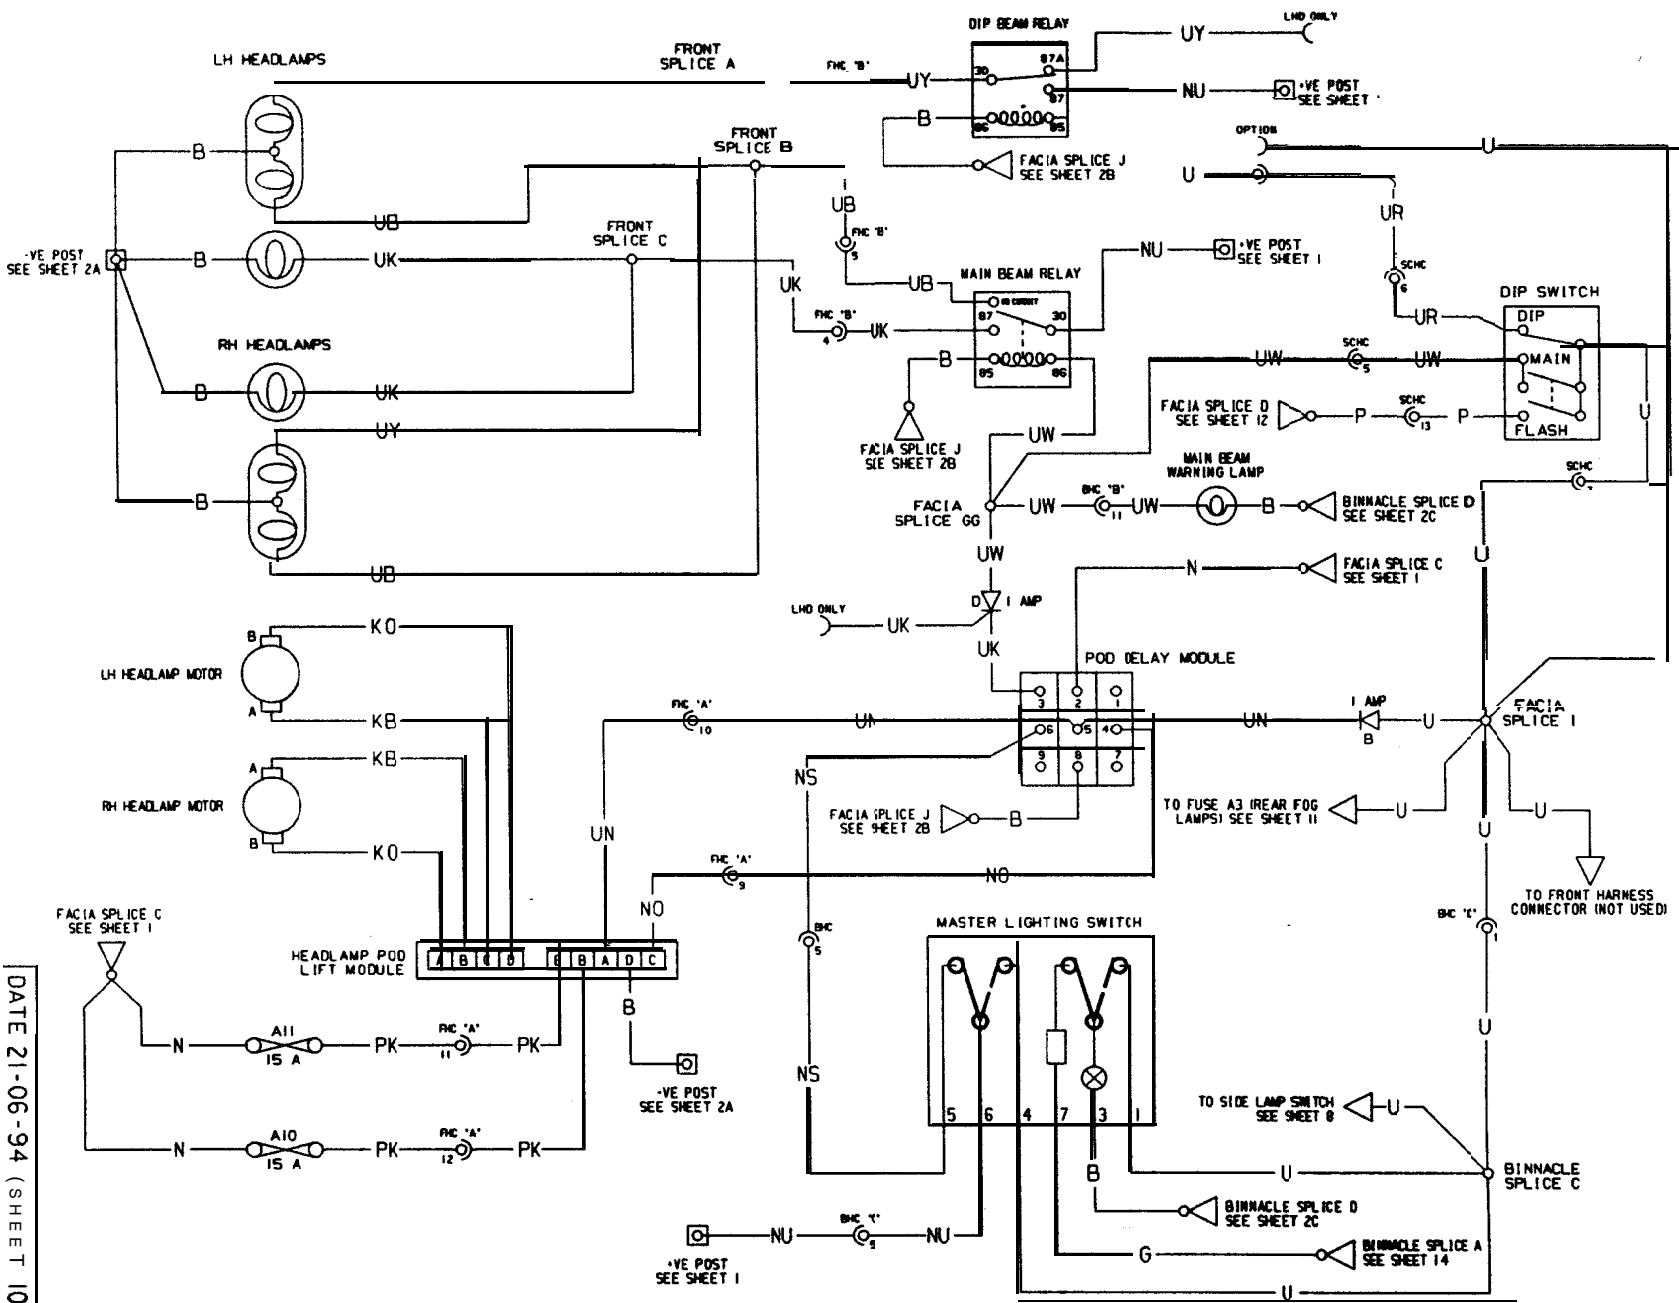 DIP BEAM RELAY
LHD ONLY
UY
LH HEADLAMPS
FRONT
SPLICE A
FHC "B"
UY
30
87A
87
86
85
NU
+VE POST
SEE SHEET
B
FACIA SPLICE J
SEE SHEET 2B
OPTION
U
U
UR
B
FRONT
SPLICE B
UB
UB
FHC "B"
5
FRONT
SPLICE C
-VE POST
SEE SHEET 2A
B
UK
UK
MAIN BEAM RELAY
UB
NU
+VE POST
SEE SHEET 1
SCHC
6
DIP SWITCH
UR
DIP
87
30
FHC "B"
4
UK
RH HEADLAMPS
B
85
86
UW
SCHC
5
UW
MAIN
B
UK
FACIA SPLICE D
SEE SHEET 12
P
SCHC
13
P
FLASH
U
UY
FACIA SPLICE J
SEE SHEET 2B
UW
MAIN BEAM
WARNING LAMP
SCHC
B
FACIA
SPLICE GG
UW
BHC "B"
11
UW
B
BINNACLE SPLICE D
SEE SHEET 2C
UW
U
UB
N
FACIA SPLICE C
SEE SHEET 1
D
1 AMP
LHD ONLY
UK
UK
B
KO
LH HEADLAMP MOTOR
A
KB
POD DELAY MODULE
3
2
1
6
5
4
9
8
7
FHC "A"
10
UN
UN
1 AMP
B
U
FACIA
SPLICE 1
A
KB
RH HEADLAMP MOTOR
B
KO
NS
FACIA SPLICE J
SEE SHEET 2B
B
TO FUSE A3 (REAR FOG
LAMPS) SEE SHEET 11
U
U
U
UN
FHC "A"
9
NO
NO
TO FRONT HARNESS
CONNECTOR (NOT USED)
FACIA SPLICE C
SEE SHEET 1
HEADLAMP POD
LIFT MODULE
A
B
C
D
E
B
A
D
C
BHC
5
MASTER LIGHTING SWITCH
BHC "C"
1
B
N
A11
15 A
PK
FHC "A"
11
PK
-VE POST
SEE SHEET 2A
NS
U
N
A10
15 A
PK
FHC "A"
12
PK
5
6
4
7
3
1
TO SIDE LAMP SWITCH
SEE SHEET 8
U
B
U
BINNACLE
SPLICE C
BINNACLE SPLICE D
SEE SHEET 2C
+VE POST
SEE SHEET 1
NU
NU
G
BINNACLE SPLICE A
SEE SHEET 14
U
DATE 21-06-94 (SHEET 10